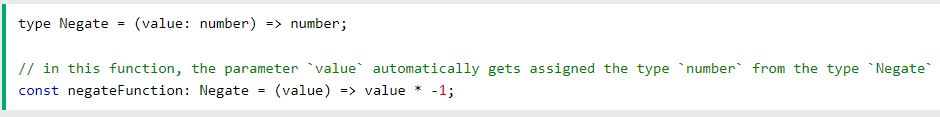 type Negate = (value: number) => number;
// in this function, the parameter `value` automatically gets assigned the type `number` from the type `Negate`
const negateFunction: Negate = (value) => value * -1;